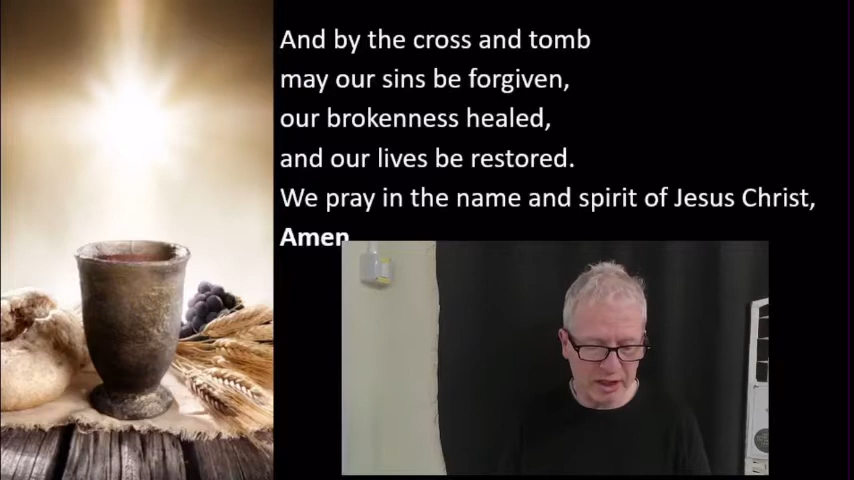 And by the cross and tomb
may our sins be forgiven,
our brokenness healed,
and our lives be restored.
We pray in the name and spirit of Jesus Christ,
Amen